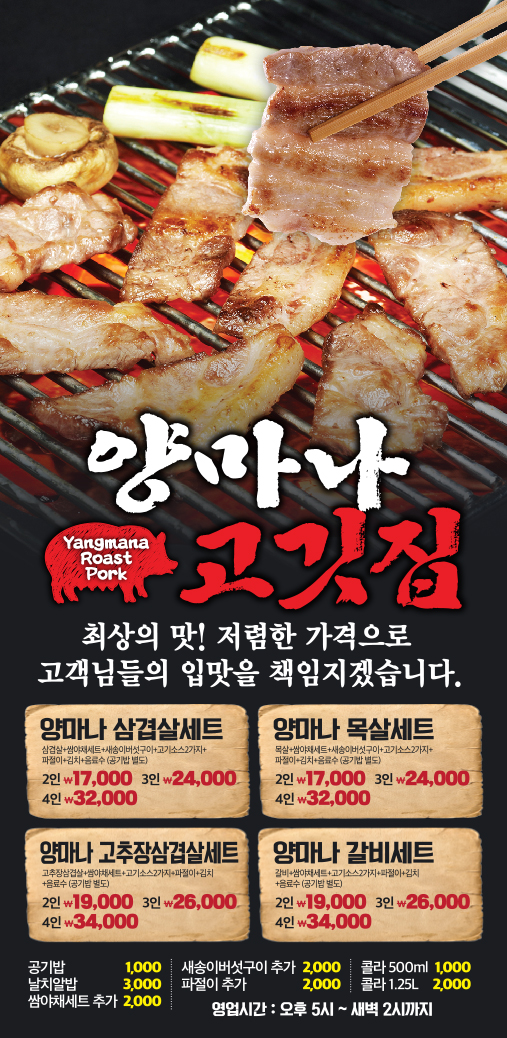 양마나
Yangmana
Roast
Pork
고깃집
최상의 맛! 저렴한 가격으로
고객님들의 입맛을 책임지겠습니다.
양마나 삼겹살세트
삼겹살+쌈야채세트+새송이버섯구이+고기소스2가지+
파절이+김치+음료수 (공기밥 별도)
2인 ₩17,000 3인 ₩24,000
4인 ₩32,000
양마나 목살세트
목살+쌈야채세트+새송이버섯구이+고기소스2가지+
파절이+김치+음료수 (공기밥 별도)
2인 ₩17,000 3인 ₩24,000
4인 ₩32,000
양마나 고추장삼겹살세트
고추장삼겹살+쌈야채세트+고기소스2가지+파절이+김치
+음료수 (공기밥 별도)
2인 ₩19,000 3인 ₩26,000
4인 ₩34,000
양마나 갈비세트
갈비+쌈야채세트+고기소스2가지+파절이+김치
+음료수 (공기밥 별도)
2인 ₩19,000 3인 ₩26,000
4인 ₩34,000
공기밥 1,000
날치알밥 3,000
쌈야채세트 추가 2,000
새송이버섯구이 추가 2,000
파절이 추가 2,000
콜라 500ml 1,000
콜라 1.25L 2,000
영업시간 : 오후 5시 ~ 새벽 2시까지